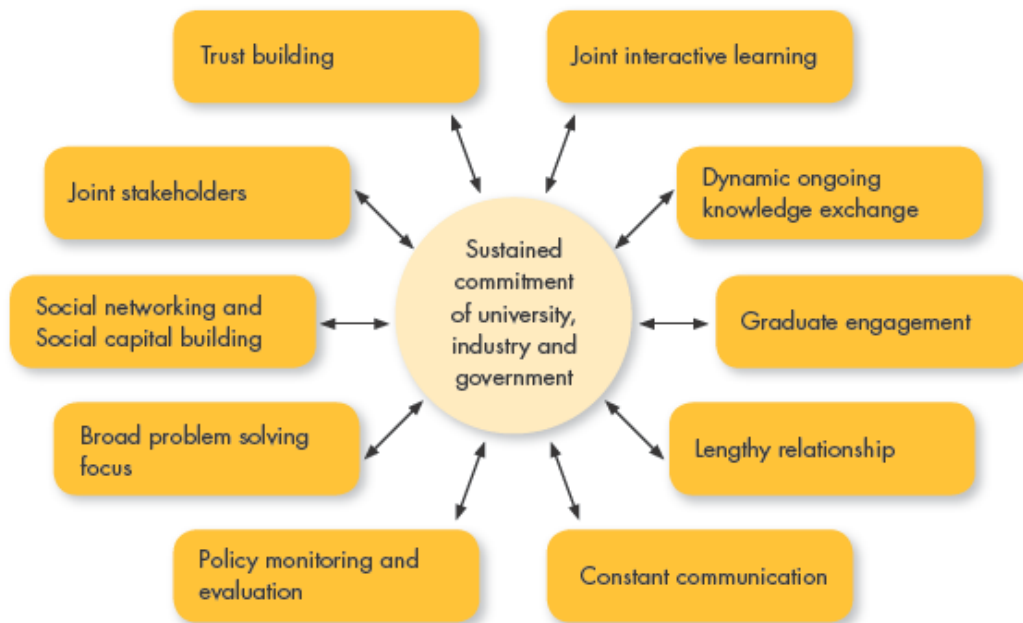 Trust building
Joint interactive learning
Joint stakeholders
Dynamic ongoing
knowledge exchange
Sustained
commitment
of university,
industry and
government
Social networking and
Social capital building
Graduate engagement
Broad problem solving
focus
Lengthy relationship
Policy monitoring and
evaluation
Constant communication